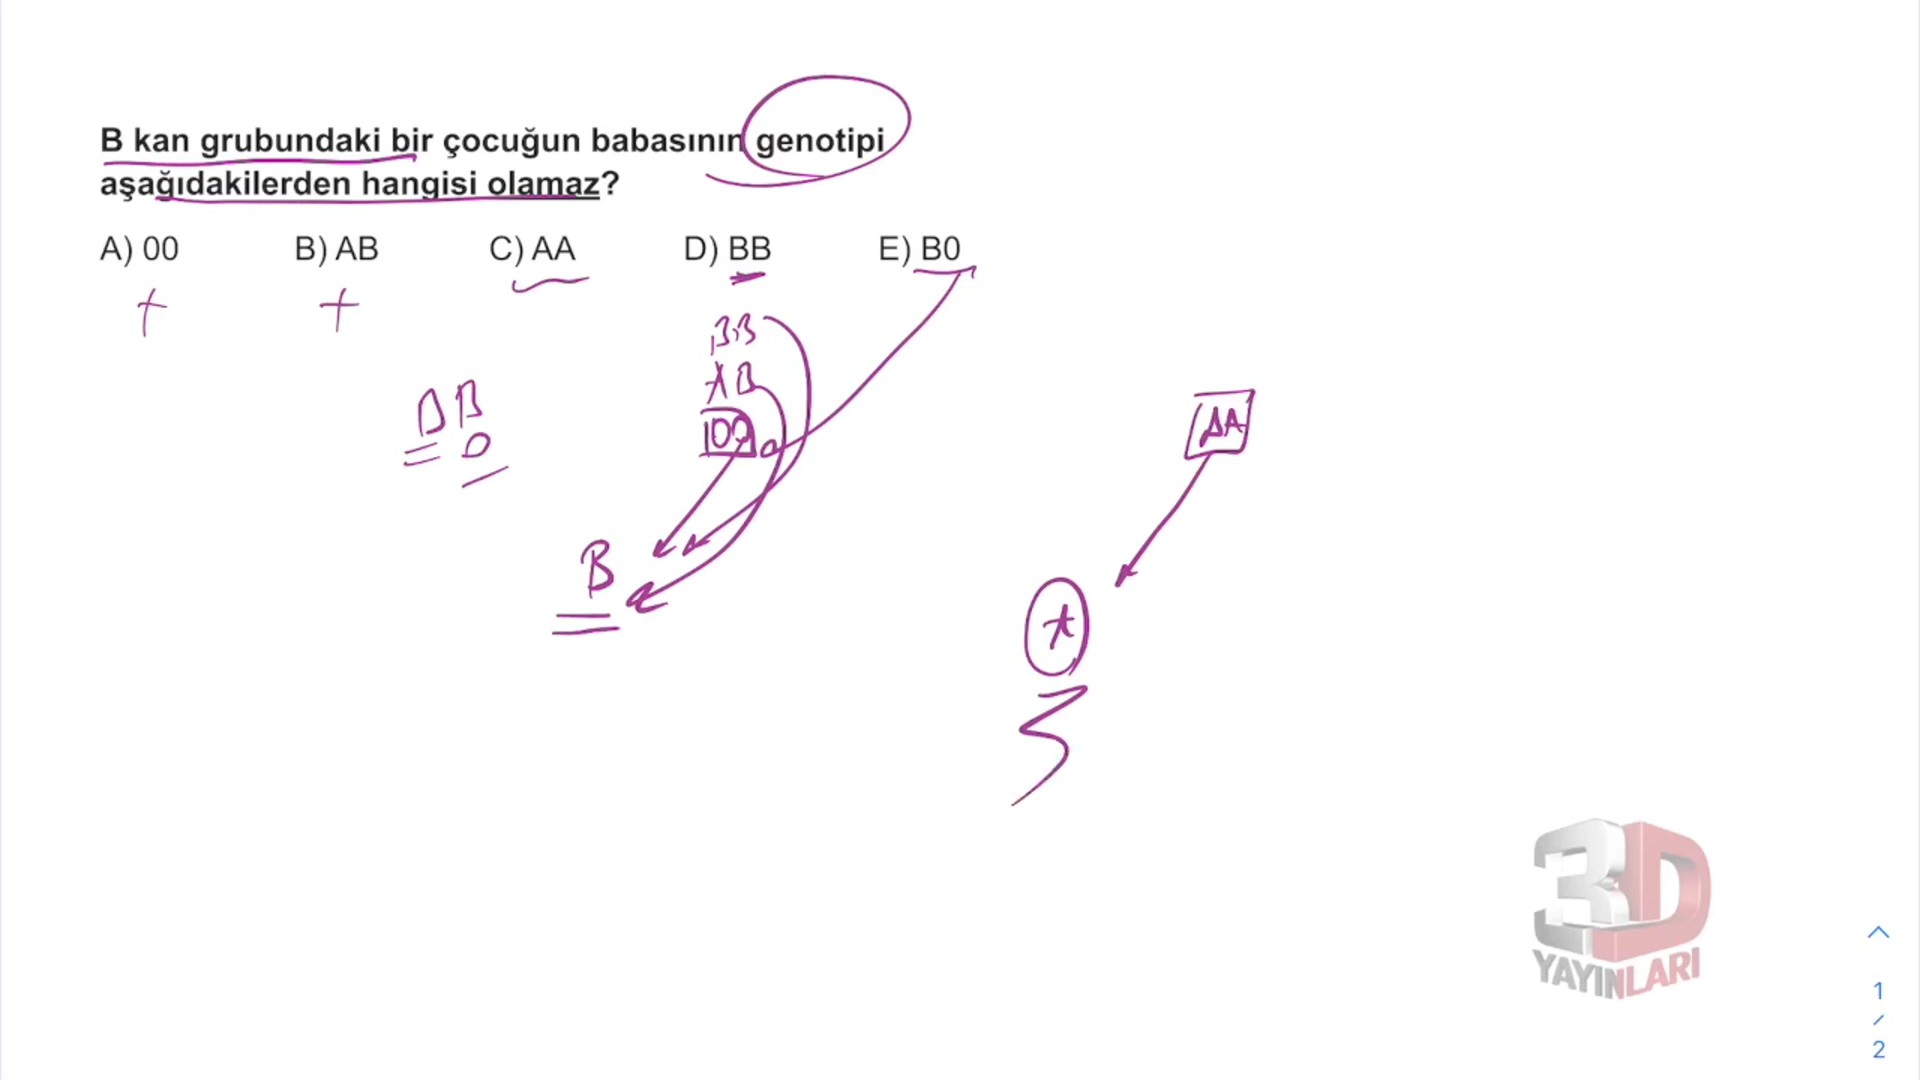 B kan grubundaki bir çocuğun babasının genotipi
aşağıdakilerden hangisi olamaz?
A) 00 B) AB C) AA D) BB E) B0
BB
AB
00
B
AA
A
3D
YAYINLARI
1
/
2